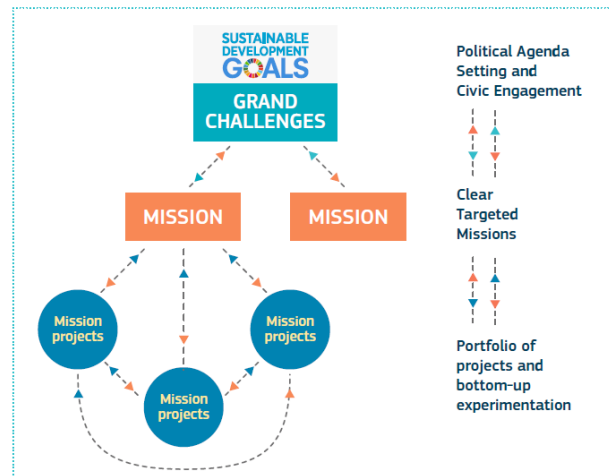 SUSTAINABLE
DEVELOPMENT
GOALS
GRAND
CHALLENGES
Political Agenda
Setting and
Civic Engagement
MISSION
MISSION
Clear
Targeted
Missions
Mission
projects
Mission
projects
Mission
projects
Portfolio of
projects and
bottom-up
experimentation